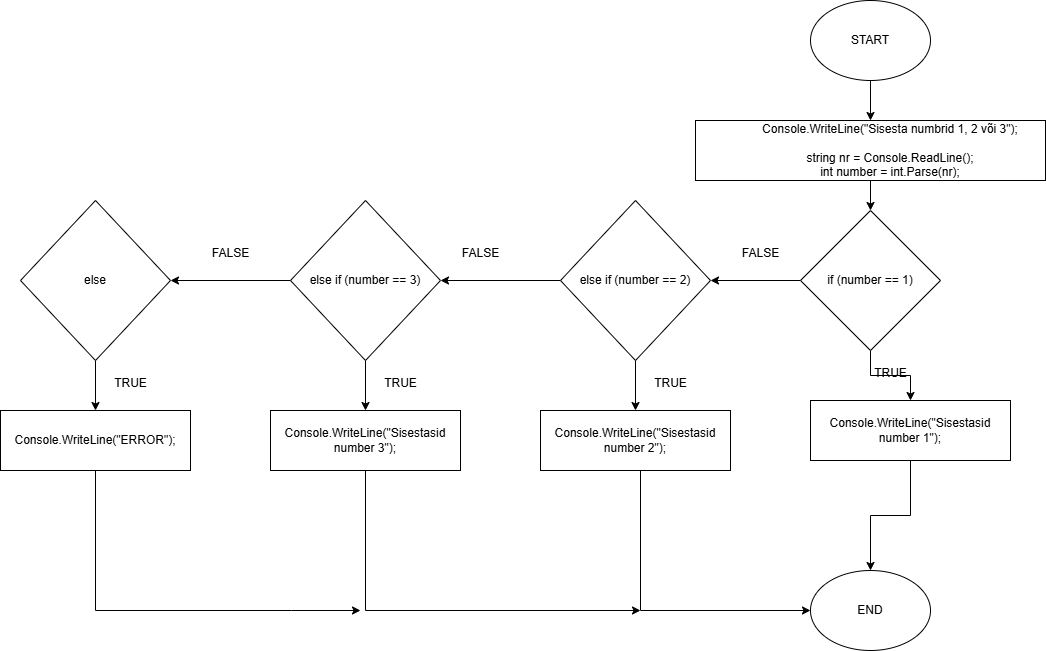 START
Console.WriteLine("Sisesta numbrid 1, 2 või 3");
string nr = Console.ReadLine();
int number = int.Parse(nr);
FALSE
FALSE
FALSE
else
else if (number == 3)
else if (number == 2)
if (number == 1)
TRUE
TRUE
TRUE
TRUE
Console.WriteLine("ERROR");
Console.WriteLine("Sisestasid
number 3");
Console.WriteLine("Sisestasid
number 2");
Console.WriteLine("Sisestasid
number 1");
END